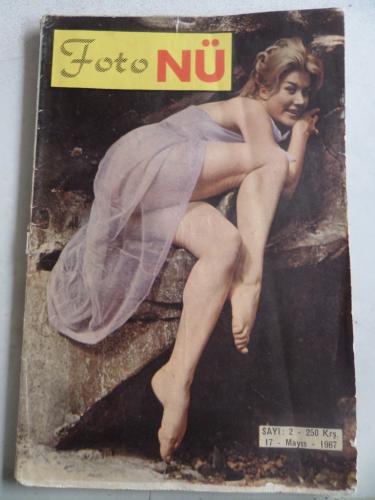 Foto NÜ
SAYI: 2 - 250 Krş.
17 - Mayıs - 1967